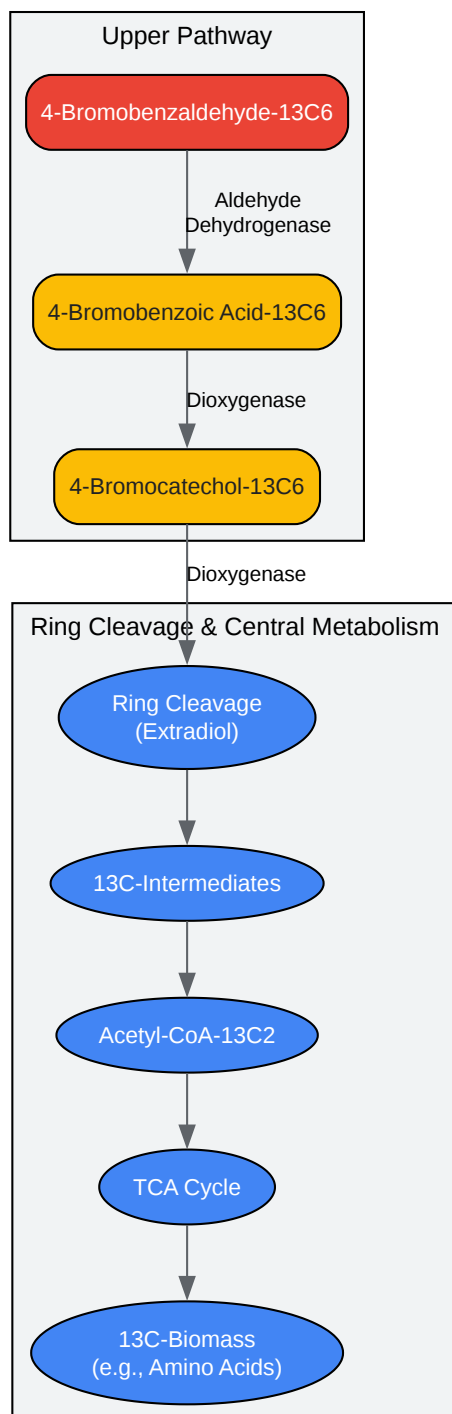 Upper Pathway
4-Bromobenzaldehyde-13C6
Aldehyde
Dehydrogenase
4-Bromobenzoic Acid-13C6
Dioxygenase
4-Bromocatechol-13C6
Dioxygenase
Ring Cleavage & Central Metabolism
Ring Cleavage
(Extradiol)
13C-Intermediates
Acetyl-CoA-13C2
TCA Cycle
13C-Biomass
(e.g., Amino Acids)